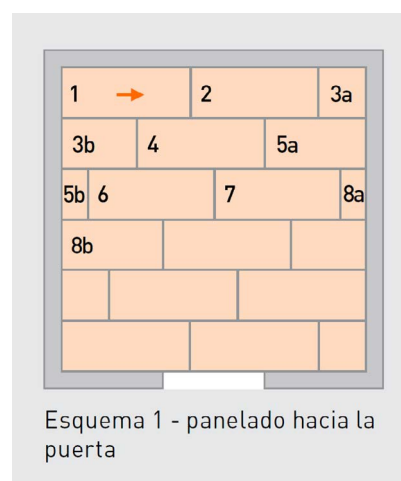 1 2 3a
3b 4 5a
5b 6 7 8a
8b
Esquema 1 - panelado hacia la
puerta